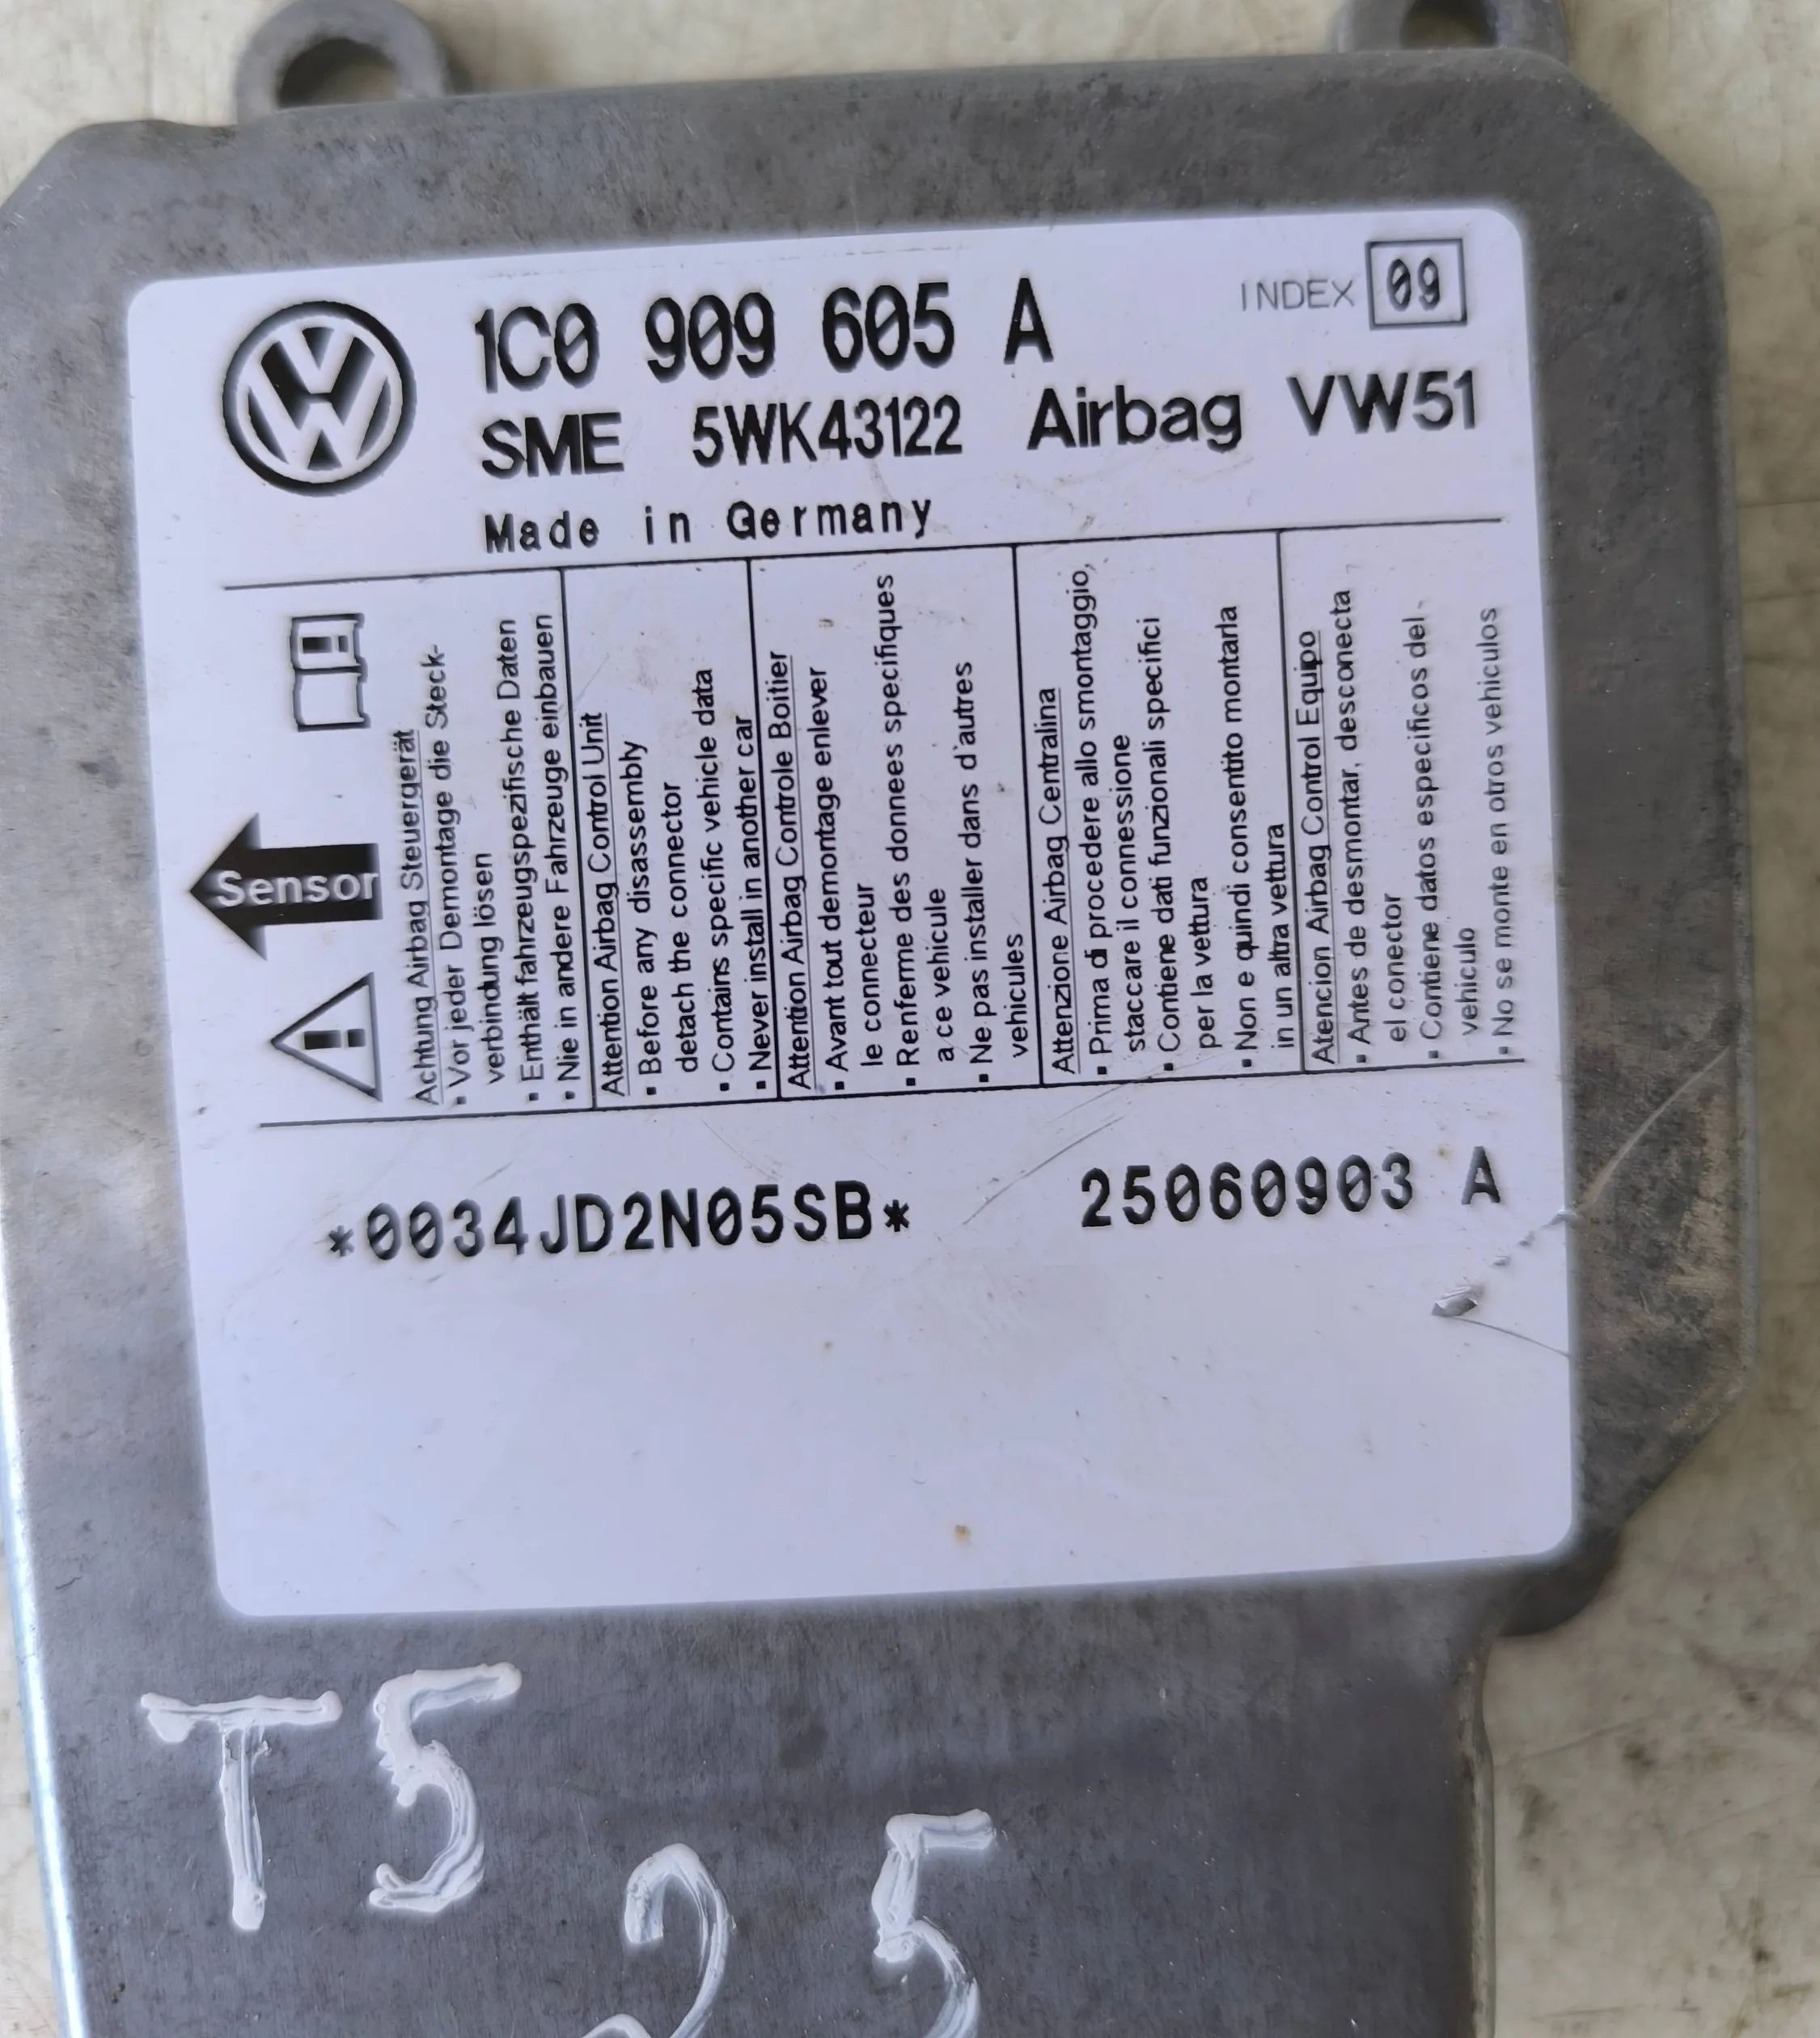 1C0 909 605 A
INDEX 09
SME 5WK43122 Airbag VW51
Made in Germany
Sensor
Achtung Airbag Steuergerät
▪ Vor jeder Demontage die Steck-
verbindung lösen
▪ Enthält fahrzeugspezifische Daten
▪ Nie in andere Fahrzeuge einbauen
Attention Airbag Control Unit
▪ Before any disassembly
detach the connector
▪ Contains specific vehicle data
▪ Never install in another car
Attention Airbag Controle Boitier
▪ Avant tout demontage enlever
le connecteur
▪ Renferme des donnees specifiques
a ce vehicule
▪ Ne pas installer dans d'autres
vehicules
Attenzione Airbag Centralina
▪ Prima di procedere allo smontaggio,
staccare il connessione
▪ Contiene dati funzionali specifici
per la vettura
▪ Non e quindi consentito montarla
in un altra vettura
Atencion Airbag Control Equipo
▪ Antes de desmontar, desconecta
el conector
▪ Contiene datos especificos del
vehiculo
▪ No se monte en otros vehiculos
*0034JD2N05SB* 25060903 A
T5
25